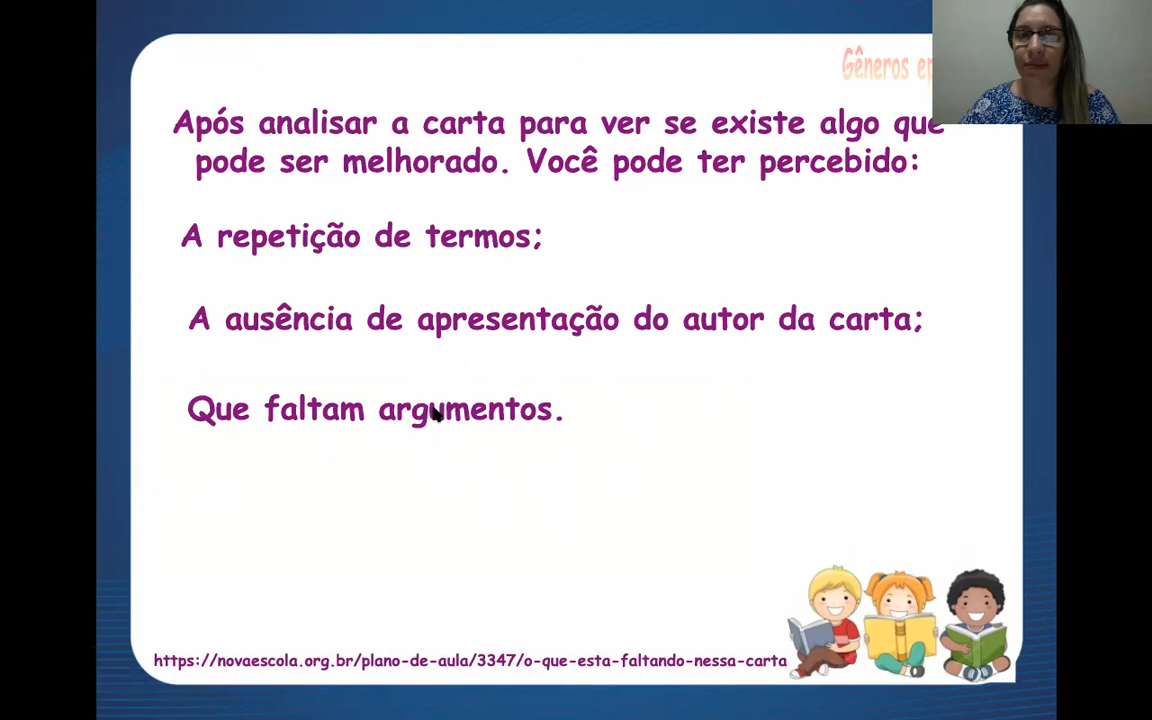 Gêneros
Após analisar a carta para ver se existe algo que
pode ser melhorado. Você pode ter percebido:
A repetição de termos;
A ausência de apresentação do autor da carta;
Que faltam argumentos.
https://novaescola.org.br/plano-de-aula/3347/o-que-esta-faltando-nessa-carta